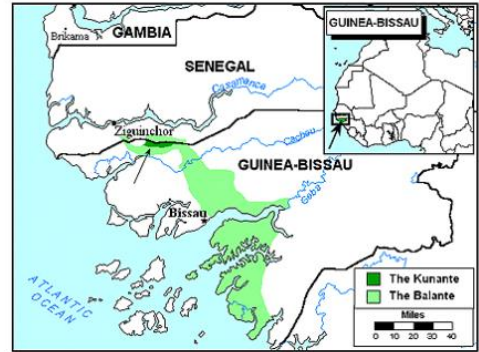 GAMBIA
Brikama
SENEGAL
Casamance
Ziguinchor
Cacheu
GUINEA-BISSAU
Geba
Bissau
ATLANTIC
OCEAN
GUINEA-BISSAU
The Kunante
The Balante
Miles
10 20 30 40